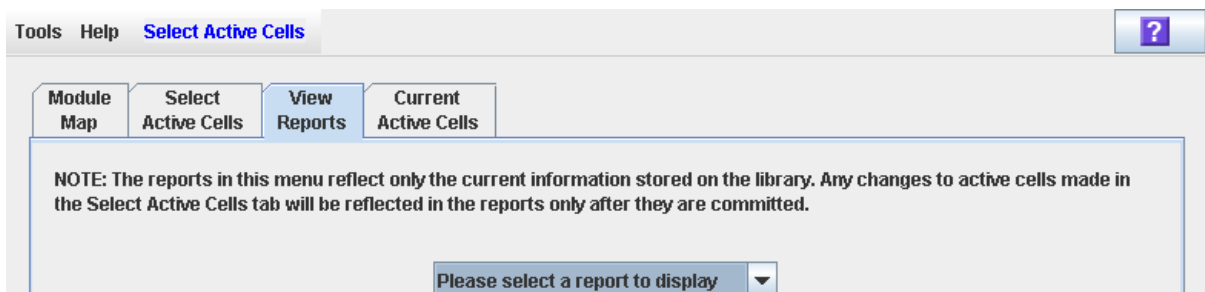 Tools Help Select Active Cells ?
Module Map
Select Active Cells
View Reports
Current Active Cells
NOTE: The reports in this menu reflect only the current information stored on the library. Any changes to active cells made in
the Select Active Cells tab will be reflected in the reports only after they are committed.
Please select a report to display